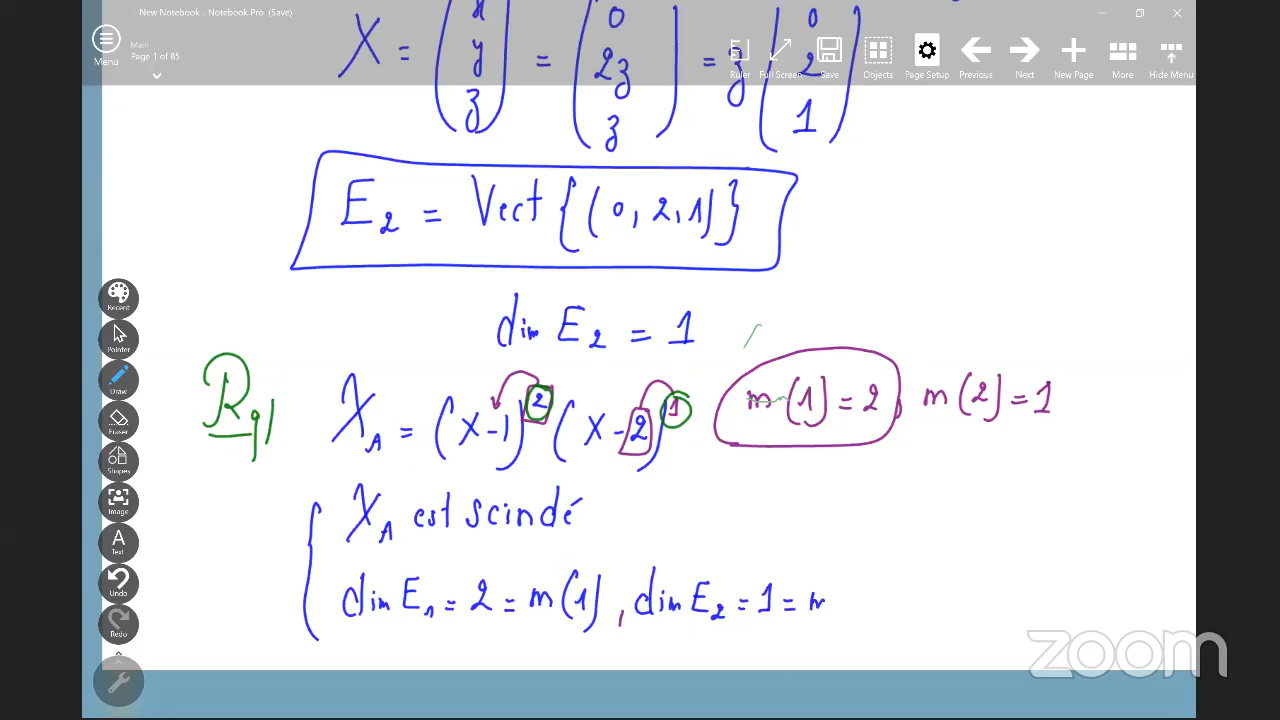 - New Notebook - Notebook Pro (Save)
Menu
Main
Page 1 of 85
Ruler Full Screen Save Objects Page Setup Previous Next New Page More Hide Menu
X = (x y z) = (0 2z z) = z (0 2 1)
E₂ = Vect {(0, 2, 1)}
dim E₂ = 1
Rq1
χ_A = (X-1)² (X-2)¹ m(1) = 2, m(2) = 1
χ_A est scindé
dim E₁ = 2 = m(1), dim E₂ = 1 = m
Recent
Pointer
Draw
Eraser
Shapes
Image
Text
Undo
Redo
zoom